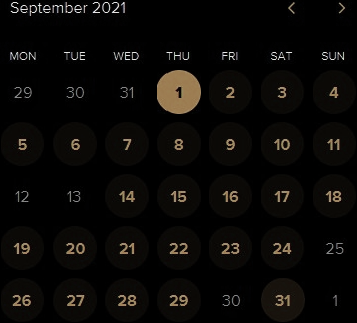 September 2021
MON TUE WED THU FRI SAT SUN
29 30 31 1 2 3 4
5 6 7 8 9 10 11
12 13 14 15 16 17 18
19 20 21 22 23 24 25
26 27 28 29 30 31 1